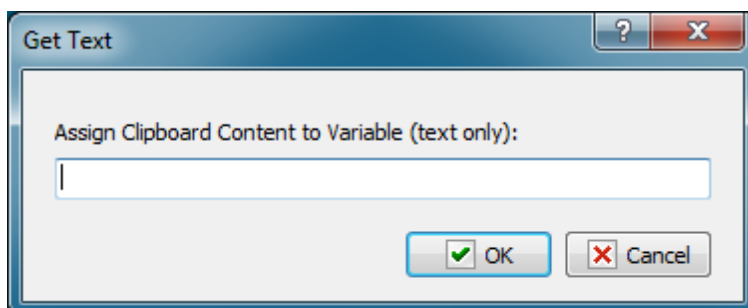 Get Text
?
Assign Clipboard Content to Variable (text only):
OK
Cancel